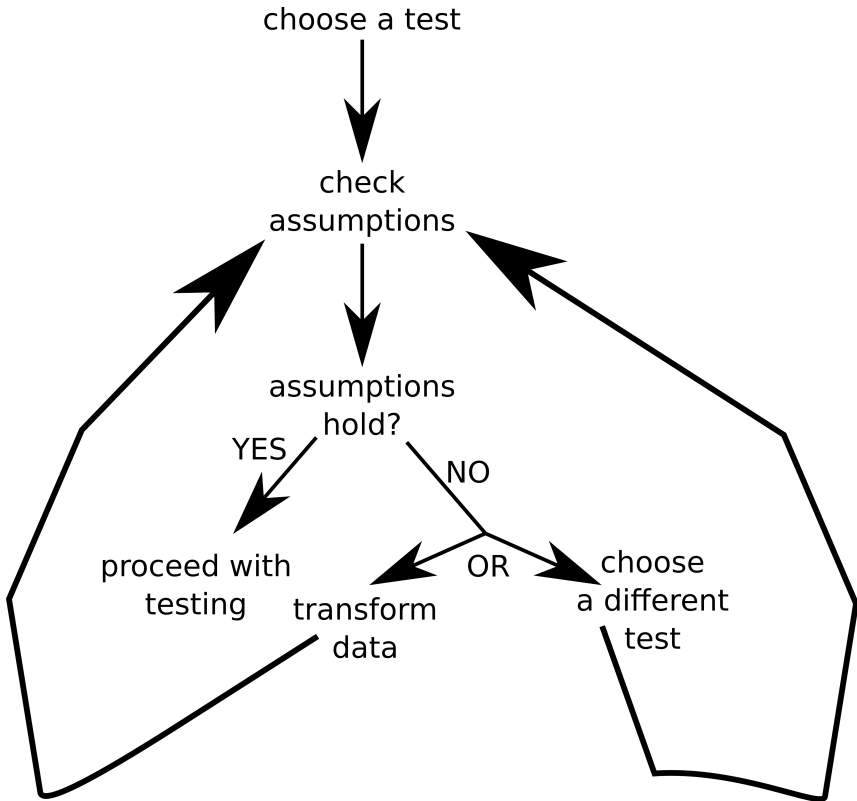 choose a test
check
assumptions
assumptions
hold?
YES
NO
OR
proceed with
testing
transform
data
choose
a different
test